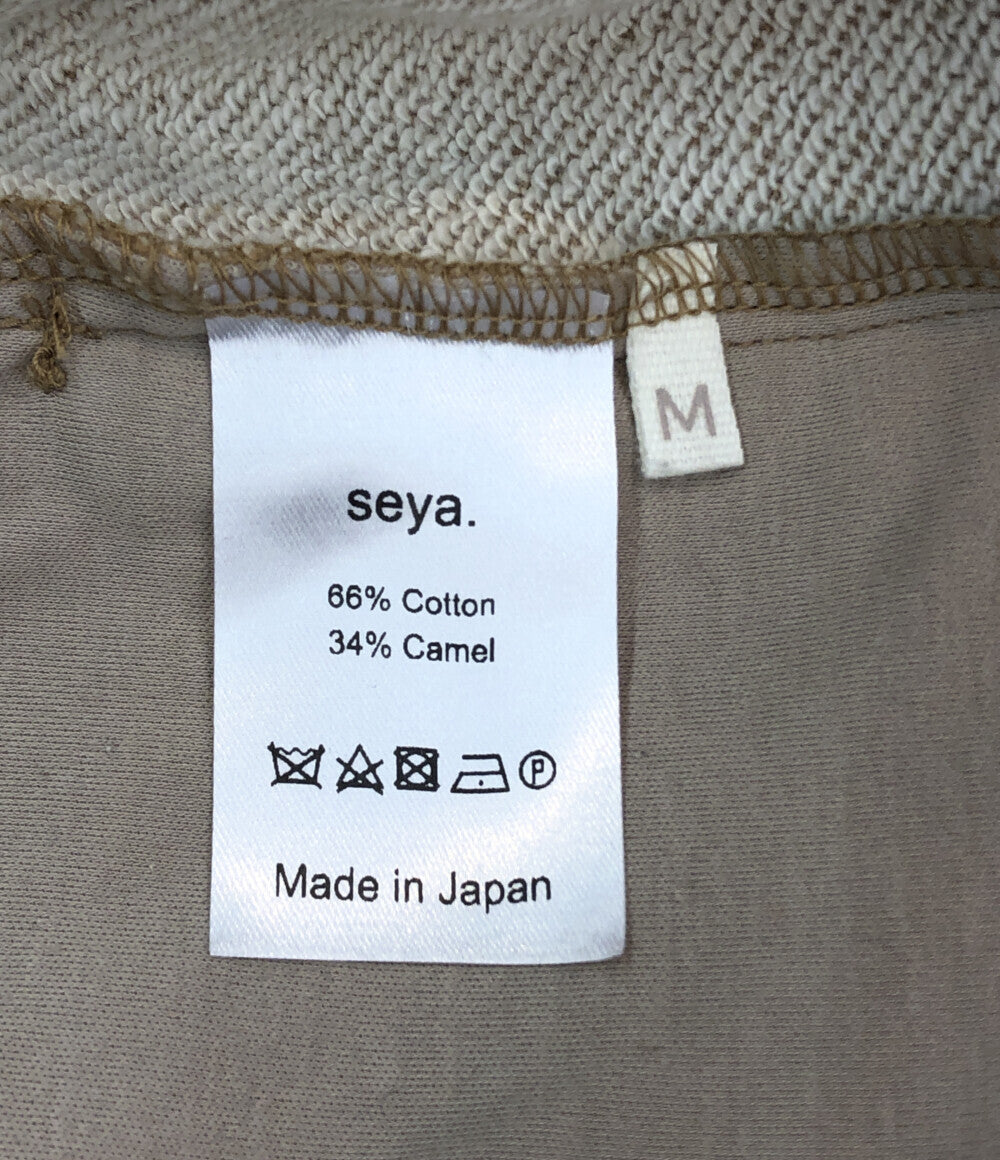 M
seya.
66% Cotton
34% Camel
P
Made in Japan